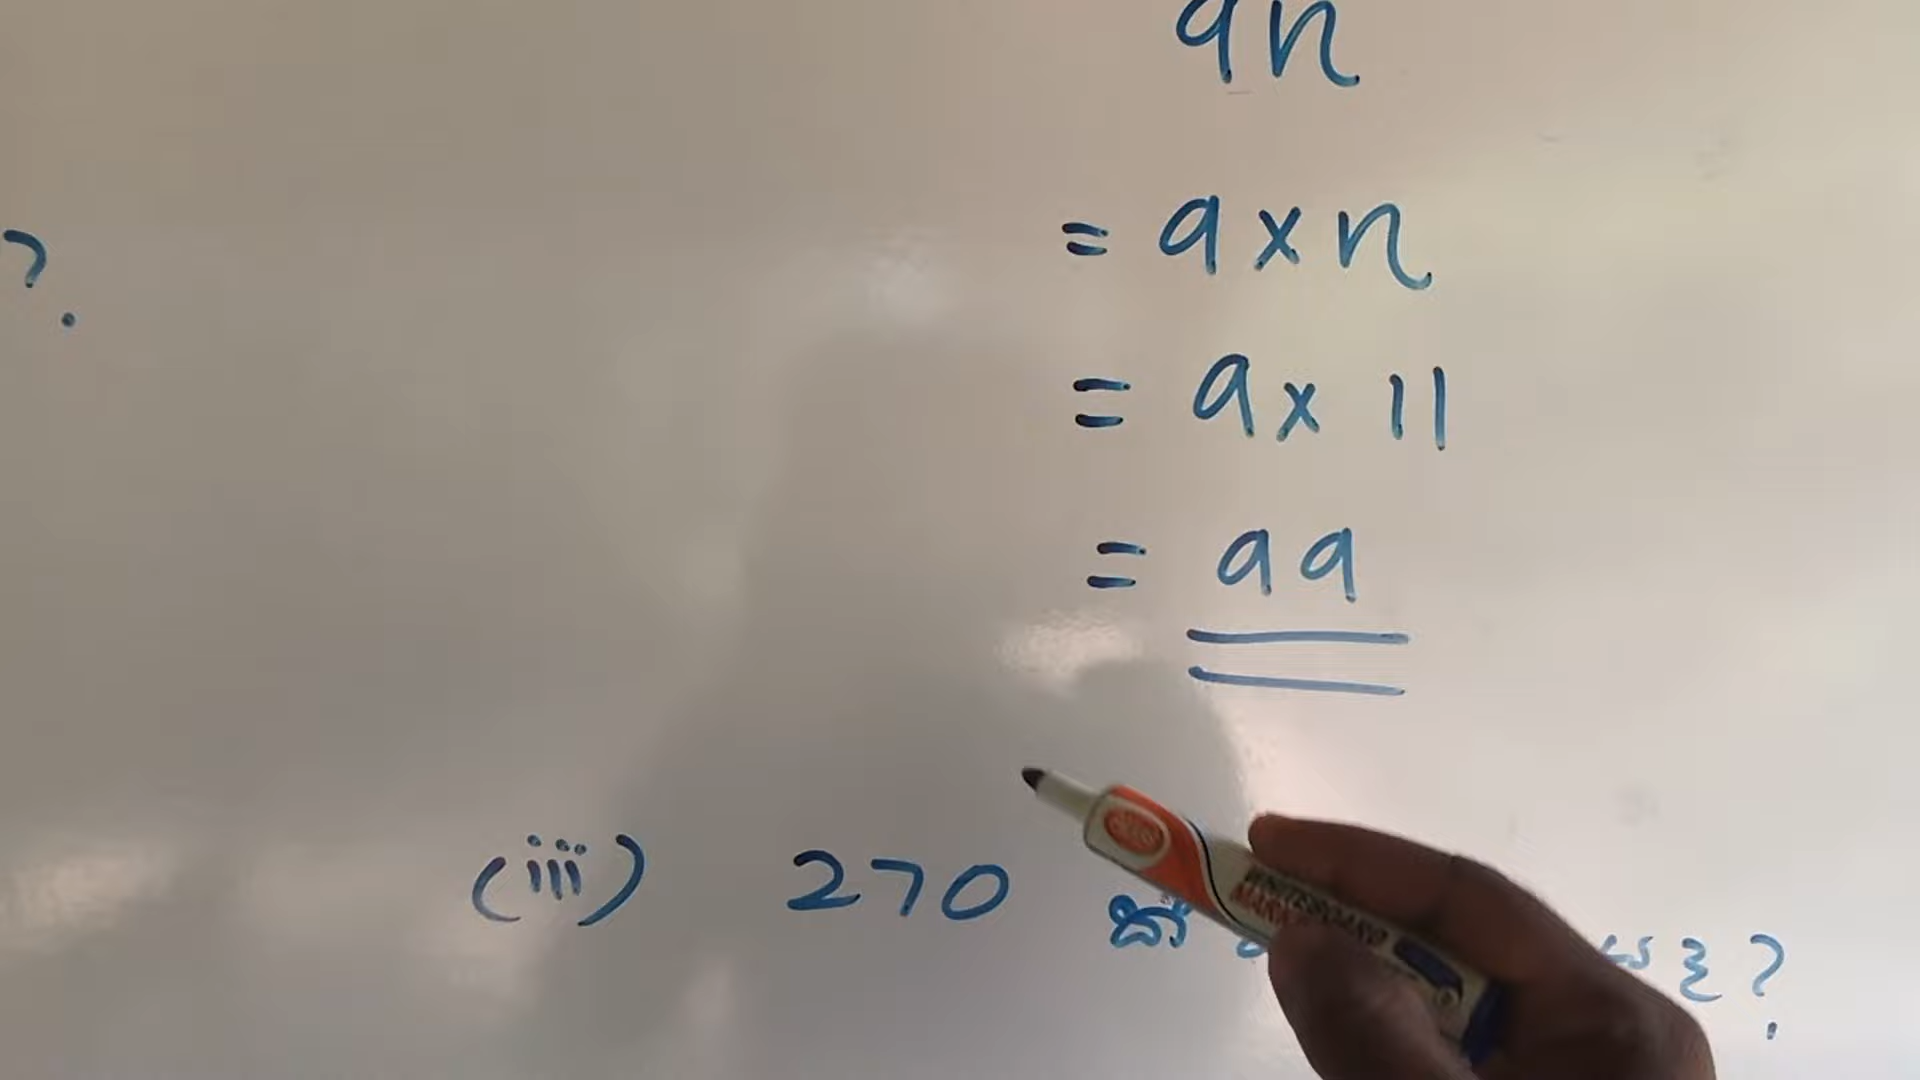 9n
?
= 9 × n
= 9 × 11
= 99
(iii) 270 ?